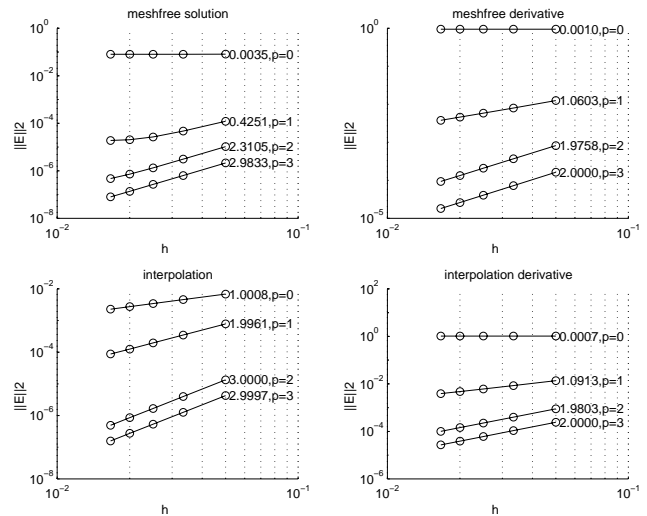 meshfree solution
10^0
10^-2
10^-4
10^-6
10^-8
||E||2
0.0035,p=0
0.4251,p=1
2.3105,p=2
2.9833,p=3
10^-2
10^-1
h
meshfree derivative
10^0
10^-5
||E||2
0.0010,p=0
1.0603,p=1
1.9758,p=2
2.0000,p=3
10^-2
10^-1
h
interpolation
10^-2
10^-4
10^-6
10^-8
||E||2
1.0008,p=0
1.9961,p=1
3.0000,p=2
2.9997,p=3
10^-2
10^-1
h
interpolation derivative
10^2
10^0
10^-2
10^-4
10^-6
||E||2
0.0007,p=0
1.0913,p=1
1.9803,p=2
2.0000,p=3
10^-2
10^-1
h